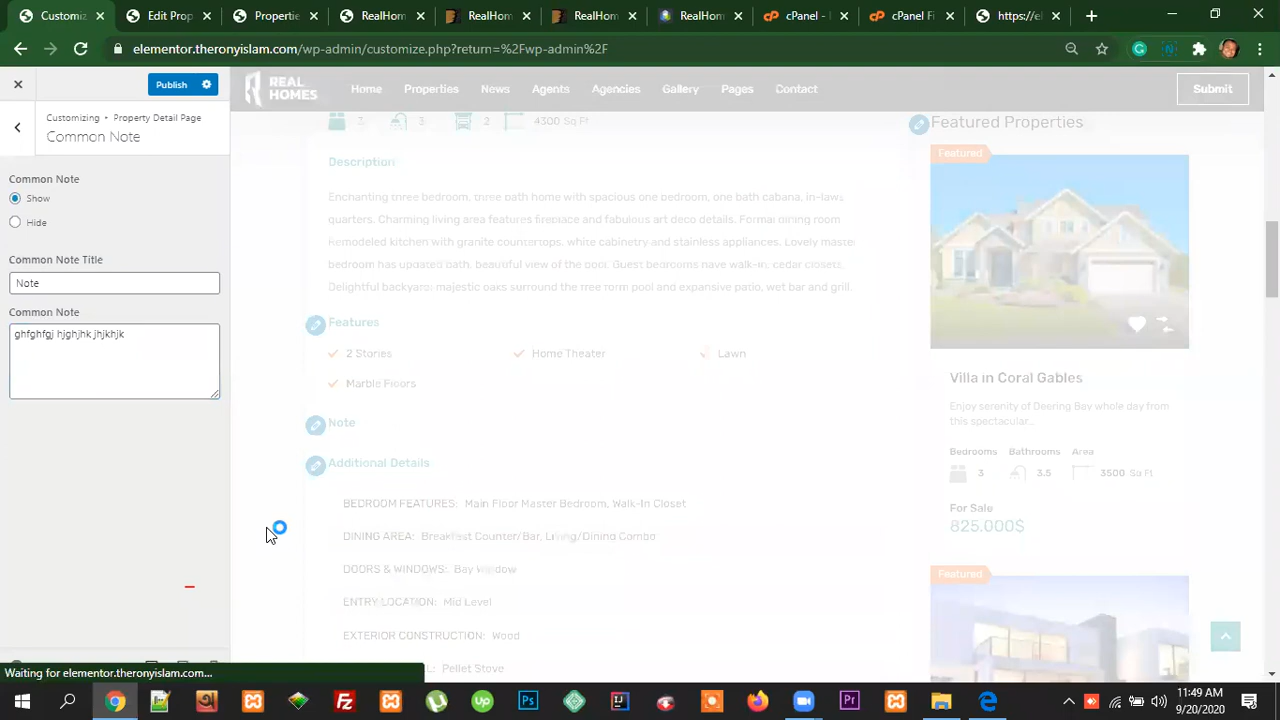 Custo
Edit Prop
Propertie
RealHom
RealHom
RealHom
RealHom
cPanel - I
cPanel Fi
https://el
elementor.theronyislam.com/wp-admin/customize.php?return=%2Fwp-admin%2F
Publish
Customizing • Property Detail Page
Common Note
Common Note
Show
Hide
Common Note Title
Note
Common Note
ghfghfgj hjghjhk jhjkhjk
REAL HOMES
Home Properties News Agents Agencies Gallery Pages Contact
Submit
3 3 2 4300 Sq Ft
Description
Enchanting three bedroom, three bath home with spacious one bedroom, one bath cabana, in-laws
quarters. Charming living area features fireplace and fabulous art deco details. Formal dining room
Remodeled kitchen with granite countertops, white cabinetry and stainless appliances. Lovely master
bedroom has updated bath, beautiful view of the pool. Guest bedrooms have walk-in, cedar closets.
Delightful backyard majestic oaks surround the free form pool and expansive patio, wet bar and grill.
Features
2 Stories Home Theater Lawn
Marble Floors
Note
Additional Details
BEDROOM FEATURES: Main Floor Master Bedroom, Walk-In Closet
DINING AREA: Breakfast Counter/Bar, Living/Dining Combo
DOORS & WINDOWS: Bay Window
ENTRY LOCATION: Mid Level
EXTERIOR CONSTRUCTION: Wood
EL: Pellet Stove
Featured Properties
Featured
Villa in Coral Gables
Enjoy serenity of Deering Bay whole day from
this spectacular...
Bedrooms Bathrooms Area
3 3.5 3500 Sq Ft
For Sale
825.000$
Featured
Waiting for elementor.theronyislam.com...
11:49 AM
9/20/2020